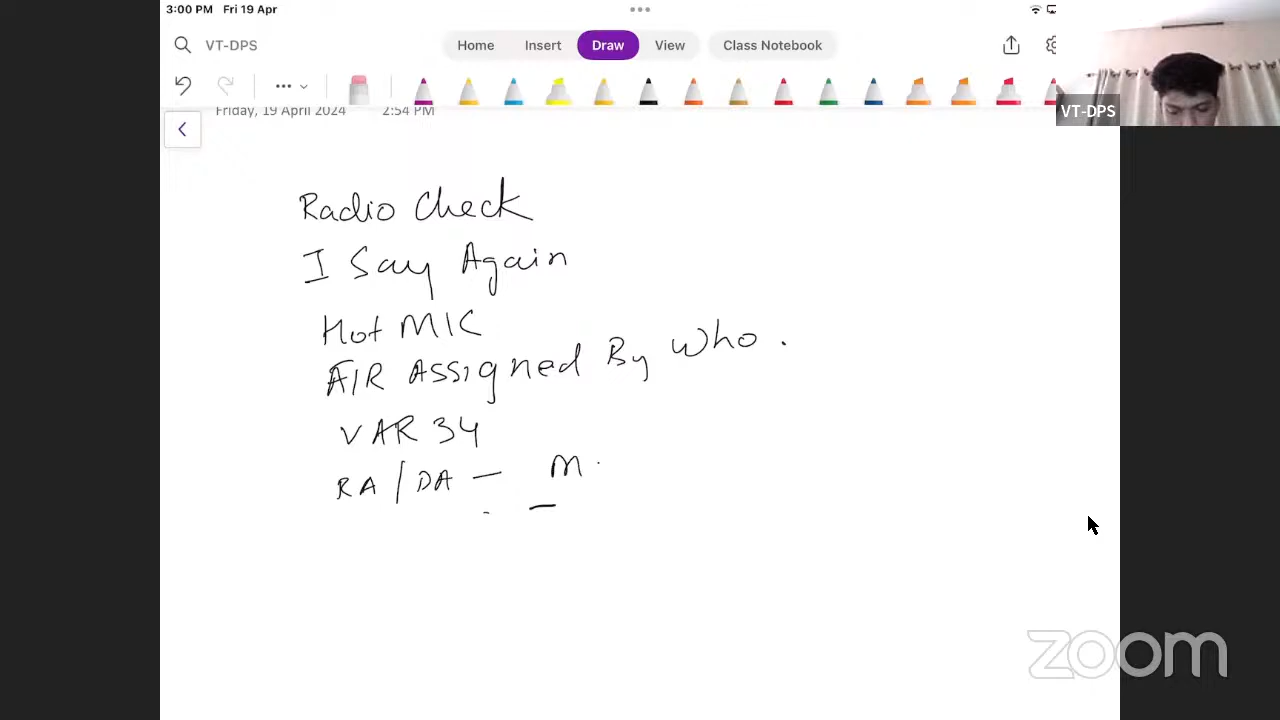 3:00 PM Fri 19 Apr
VT-DPS
Home Insert Draw View Class Notebook
Friday, 19 April 2024 2:54 PM
VT-DPS
Radio Check
I Say Again
Hot MIC
AIR Assigned By Who.
VAR 34
RA/DA — M.
zoom